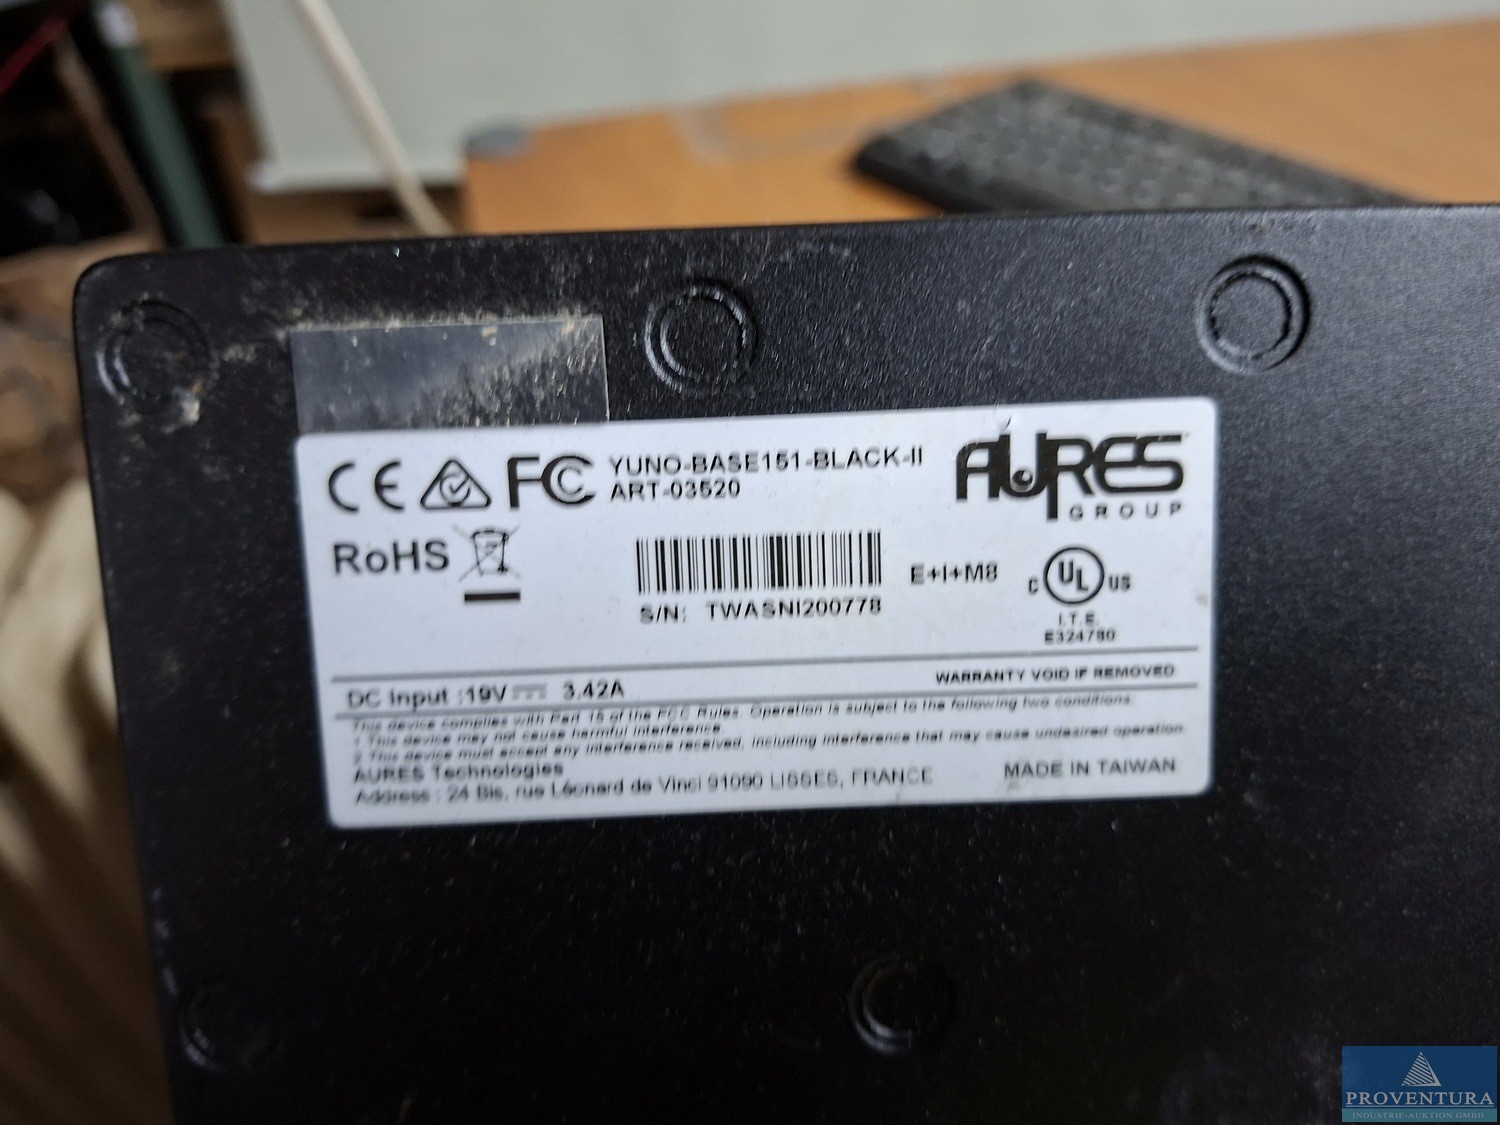 CE FC YUNO-BASE151-BLACK-II
ART-03520
AURES
GROUP
RoHS
E+I+M8
C UL US
S/N: TWASNI200778
I.T.E.
E324780
WARRANTY VOID IF REMOVED
DC Input :19V 3.42A
This device complies with Part 15 of the FCC Rules. Operation is subject to the following two conditions.
1 This device may not cause harmful interference.
2 This device must accept any interference received, including interference that may cause undesired operation.
AURES Technologies
Address : 24 Bis, rue Léonard de Vinci 91090 LISSES, FRANCE
MADE IN TAIWAN
PROVENTURA
INDUSTRIE-AUKTION GMBH